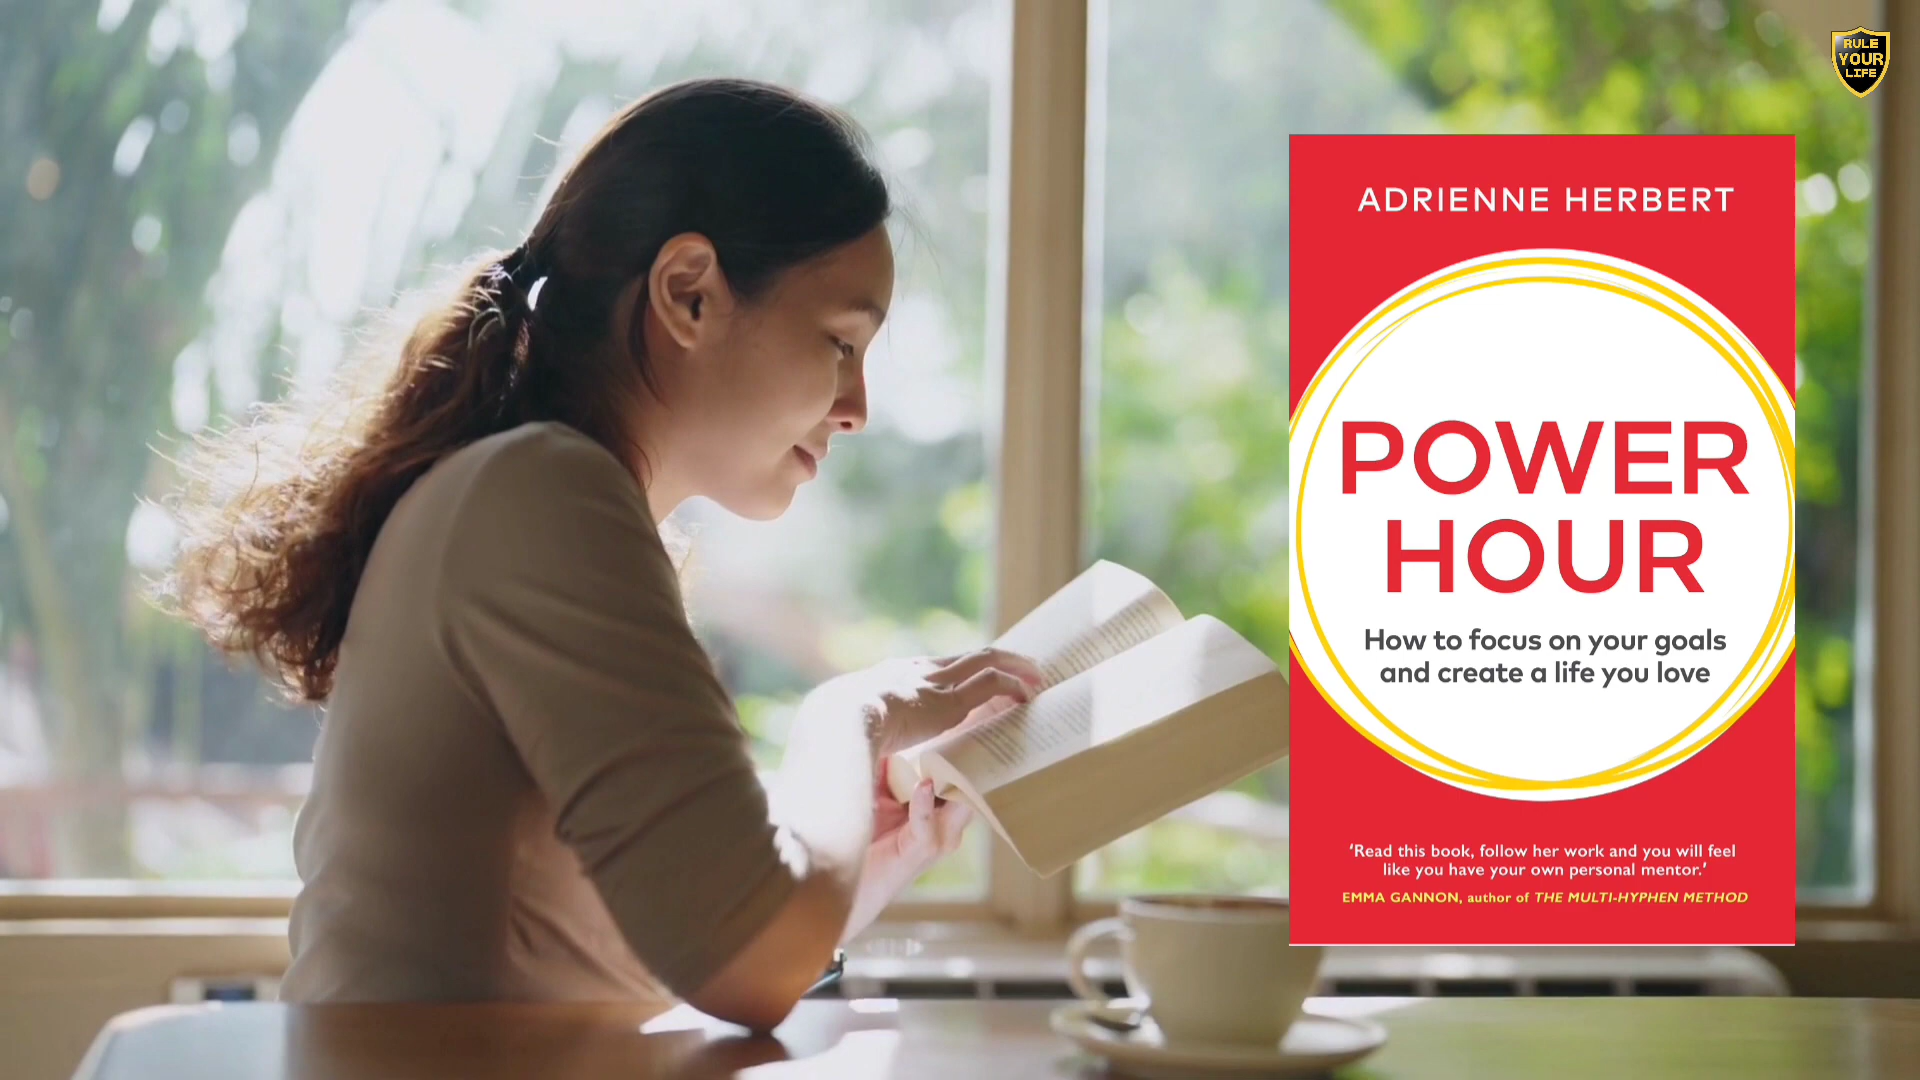 RULE
YOUR
LIFE
ADRIENNE HERBERT
POWER
HOUR
How to focus on your goals
and create a life you love
‘Read this book, follow her work and you will feel
like you have your own personal mentor.’
EMMA GANNON, author of THE MULTI-HYPHEN METHOD